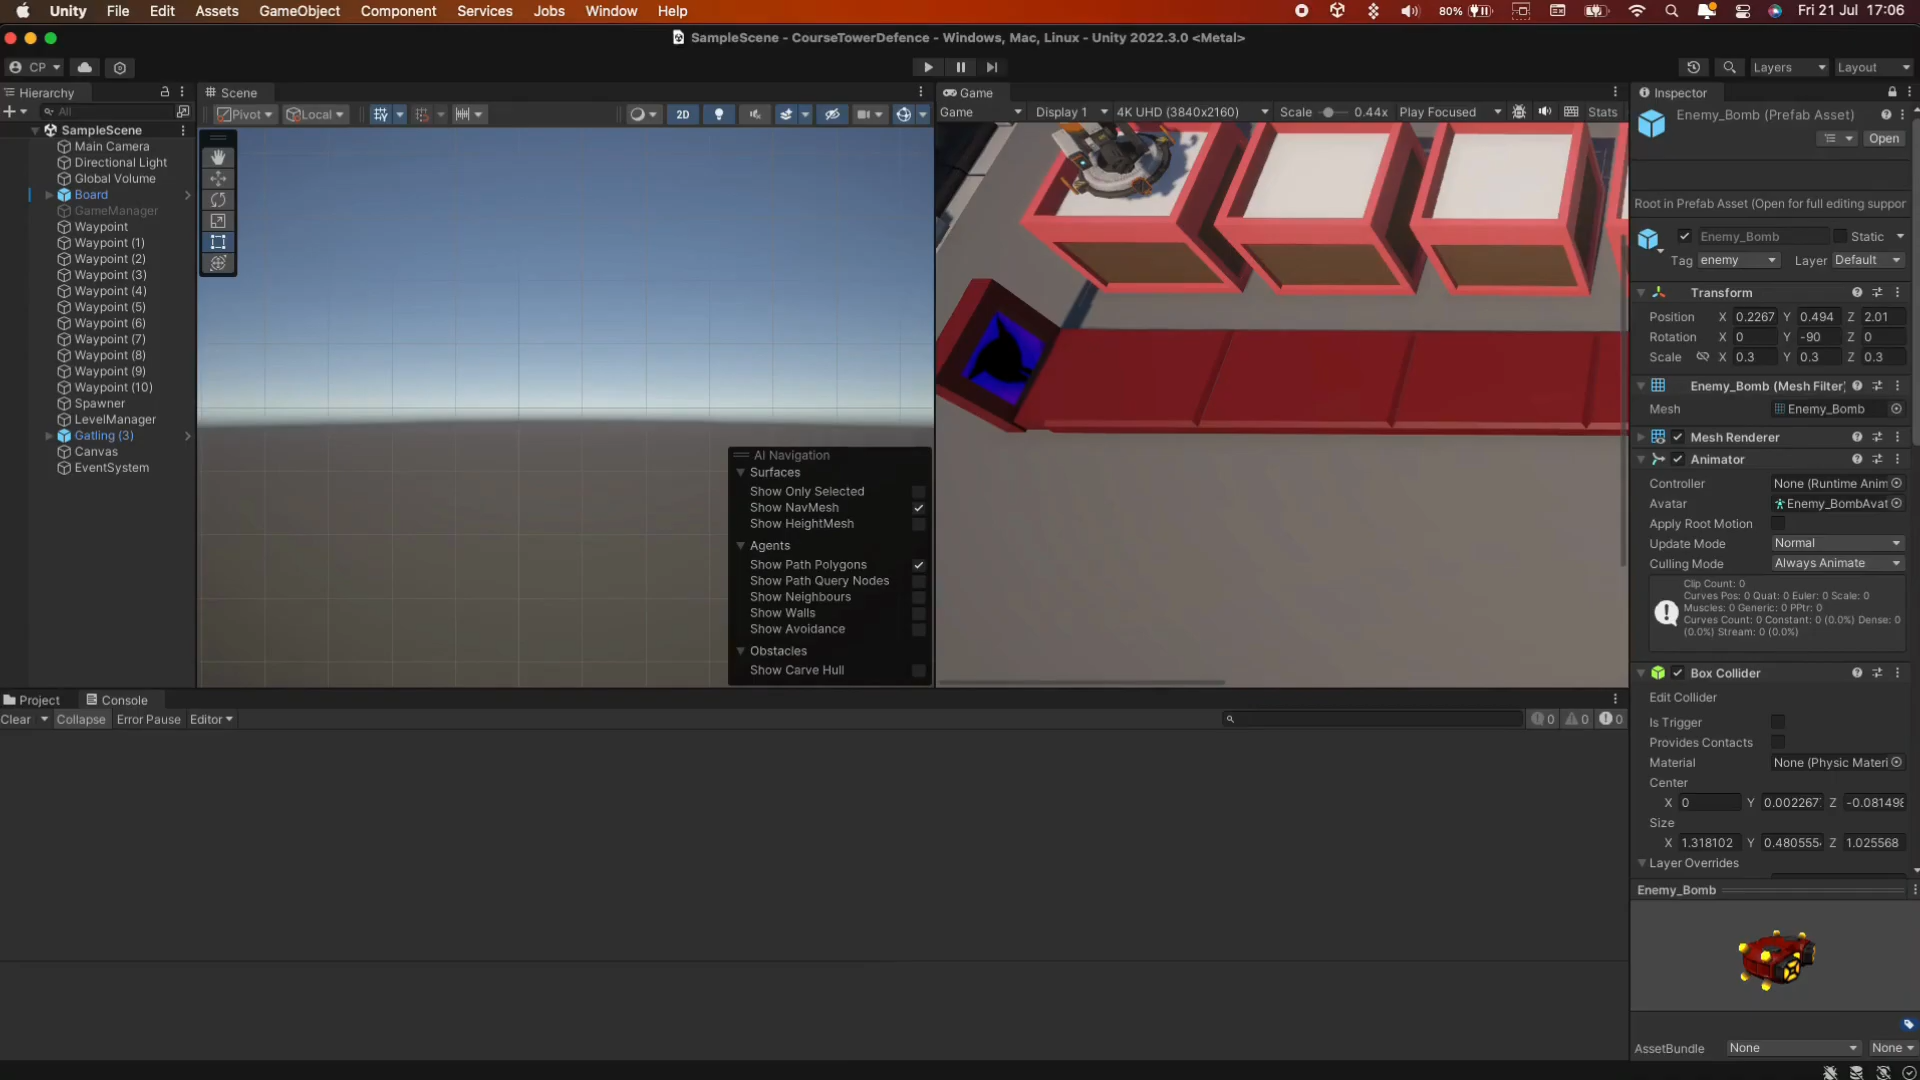 Unity File Edit Assets GameObject Component Services Jobs Window Help 80% Fri 21 Jul 17:06
SampleScene - CourseTowerDefence - Windows, Mac, Linux - Unity 2022.3.0 <Metal>
CP Layers Layout
Hierarchy Scene Game Inspector
All Pivot Local 2D Game Display 1 4K UHD (3840x2160) Scale 0.44x Play Focused Stats
SampleScene
Main Camera
Directional Light
Global Volume
Board
GameManager
Waypoint
Waypoint (1)
Waypoint (2)
Waypoint (3)
Waypoint (4)
Waypoint (5)
Waypoint (6)
Waypoint (7)
Waypoint (8)
Waypoint (9)
Waypoint (10)
Spawner
LevelManager
Gatling (3)
Canvas
EventSystem
AI Navigation
Surfaces
Show Only Selected
Show NavMesh
Show HeightMesh
Agents
Show Path Polygons
Show Path Query Nodes
Show Neighbours
Show Walls
Show Avoidance
Obstacles
Show Carve Hull
Enemy_Bomb (Prefab Asset)
Open
Root in Prefab Asset (Open for full editing suppor
Enemy_Bomb Static
Tag enemy Layer Default
Transform
Position X 0.2267 Y 0.494 Z 2.01
Rotation X 0 Y -90 Z 0
Scale X 0.3 Y 0.3 Z 0.3
Enemy_Bomb (Mesh Filter)
Mesh Enemy_Bomb
Mesh Renderer
Animator
Controller None (Runtime Anim
Avatar Enemy_BombAvat
Apply Root Motion
Update Mode Normal
Culling Mode Always Animate
Clip Count: 0
Curves Pos: 0 Quat: 0 Euler: 0 Scale: 0
Muscles: 0 Generic: 0 PPtr: 0
Curves Count: 0 Constant: 0 (0.0%) Dense: 0
(0.0%) Stream: 0 (0.0%)
Box Collider
Edit Collider
Is Trigger
Provides Contacts
Material None (Physic Materi
Center
X 0 Y 0.002267 Z -0.081498
Size
X 1.318102 Y 0.480555 Z 1.025568
Layer Overrides
Enemy_Bomb
AssetBundle None None
Project Console
Clear Collapse Error Pause Editor 0 0 0